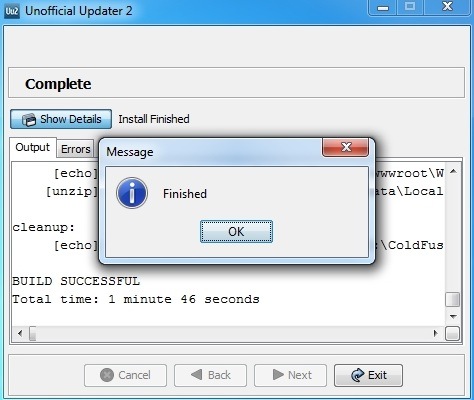 Uu2 Unofficial Updater 2
Complete
Show Details Install Finished
Output Errors
Message
Finished
OK
[echo] wwwroot\W
[unzip] ata\Local
cleanup:
[echo] :\ColdFus
BUILD SUCCESSFUL
Total time: 1 minute 46 seconds
Cancel Back Next Exit